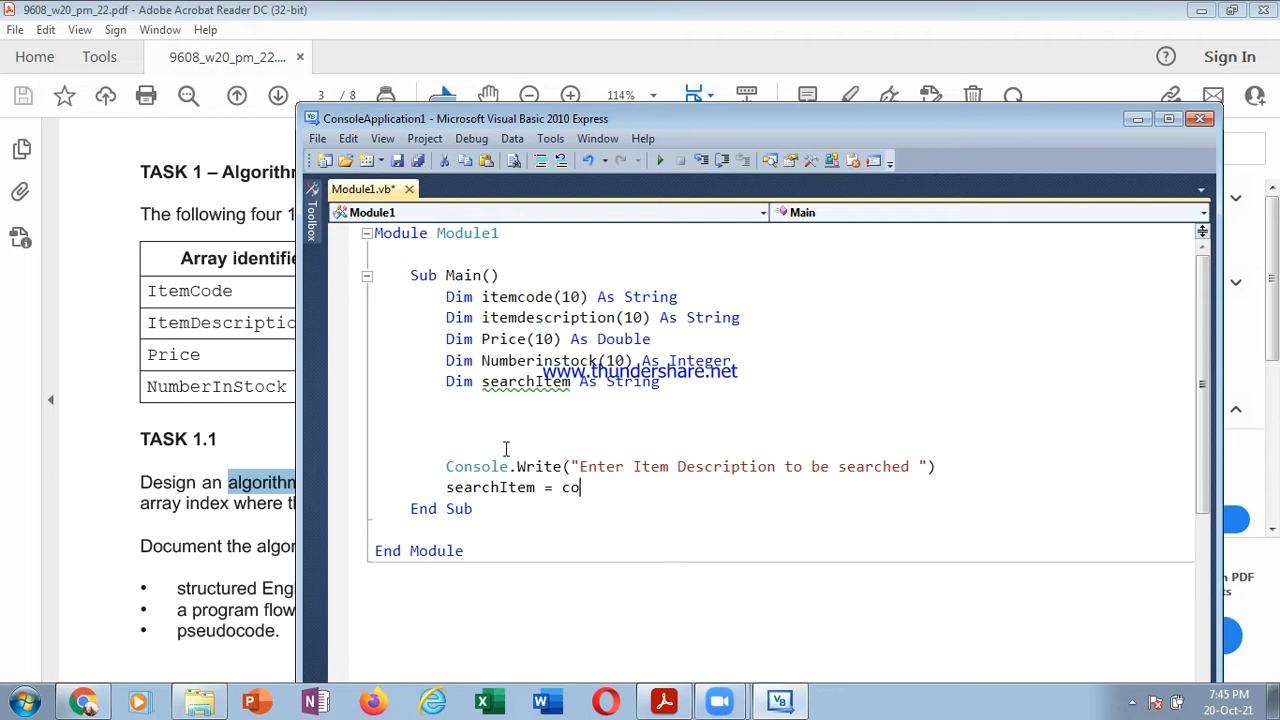 9608_w20_pm_22.pdf - Adobe Acrobat Reader DC (32-bit)
File Edit View Sign Window Help
Home Tools 9608_w20_pm_22.... × Sign In
3 / 8 114%
TASK 1 – Algorithm
The following four 1
Array identifie
ItemCode
ItemDescriptio
Price
NumberInStock
TASK 1.1
Design an algorithm
array index where th
Document the algor
• structured Engl
• a program flow
• pseudocode.
ConsoleApplication1 - Microsoft Visual Basic 2010 Express
File Edit View Project Debug Data Tools Window Help
Module1.vb* ×
Toolbox
Module1 Main
Module Module1
Sub Main()
Dim itemcode(10) As String
Dim itemdescription(10) As String
Dim Price(10) As Double
Dim Numberinstock(10) As Integer
www.thundershare.net
Dim searchItem As String
Console.Write("Enter Item Description to be searched ")
searchItem = co
End Sub
End Module
7:45 PM
20-Oct-21